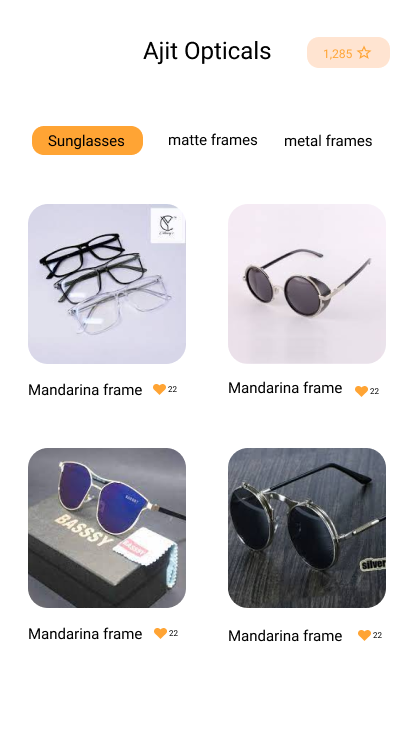 Ajit Opticals
1,285
Sunglasses
matte frames
metal frames
Mandarina frame
22
Mandarina frame
22
BASSSY
Mandarina frame
22
silver
Mandarina frame
22